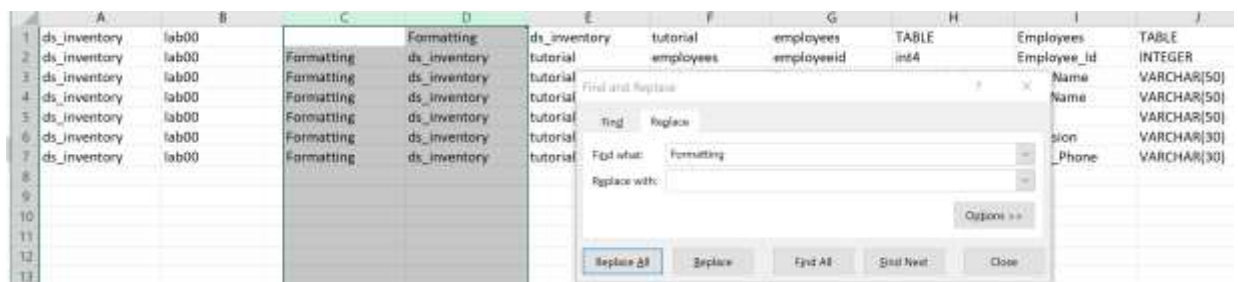 A B C D E F G H I J
1 ds_inventory lab00 Formatting ds_inventory tutorial employees TABLE Employees TABLE
2 ds_inventory lab00 Formatting ds_inventory tutorial employees employeeid int4 Employee_Id INTEGER
3 ds_inventory lab00 Formatting ds_inventory tutorial Name VARCHAR(50)
4 ds_inventory lab00 Formatting ds_inventory tutorial Name VARCHAR(50)
5 ds_inventory lab00 Formatting ds_inventory tutorial VARCHAR(50)
6 ds_inventory lab00 Formatting ds_inventory tutorial sion VARCHAR(30)
7 ds_inventory lab00 Formatting ds_inventory tutorial _Phone VARCHAR(30)
8
9
10
11
12
13
Find and Replace ? ×
Find Replace
Find what: Formatting
Replace with:
Options >>
Replace All Replace Find All Find Next Close